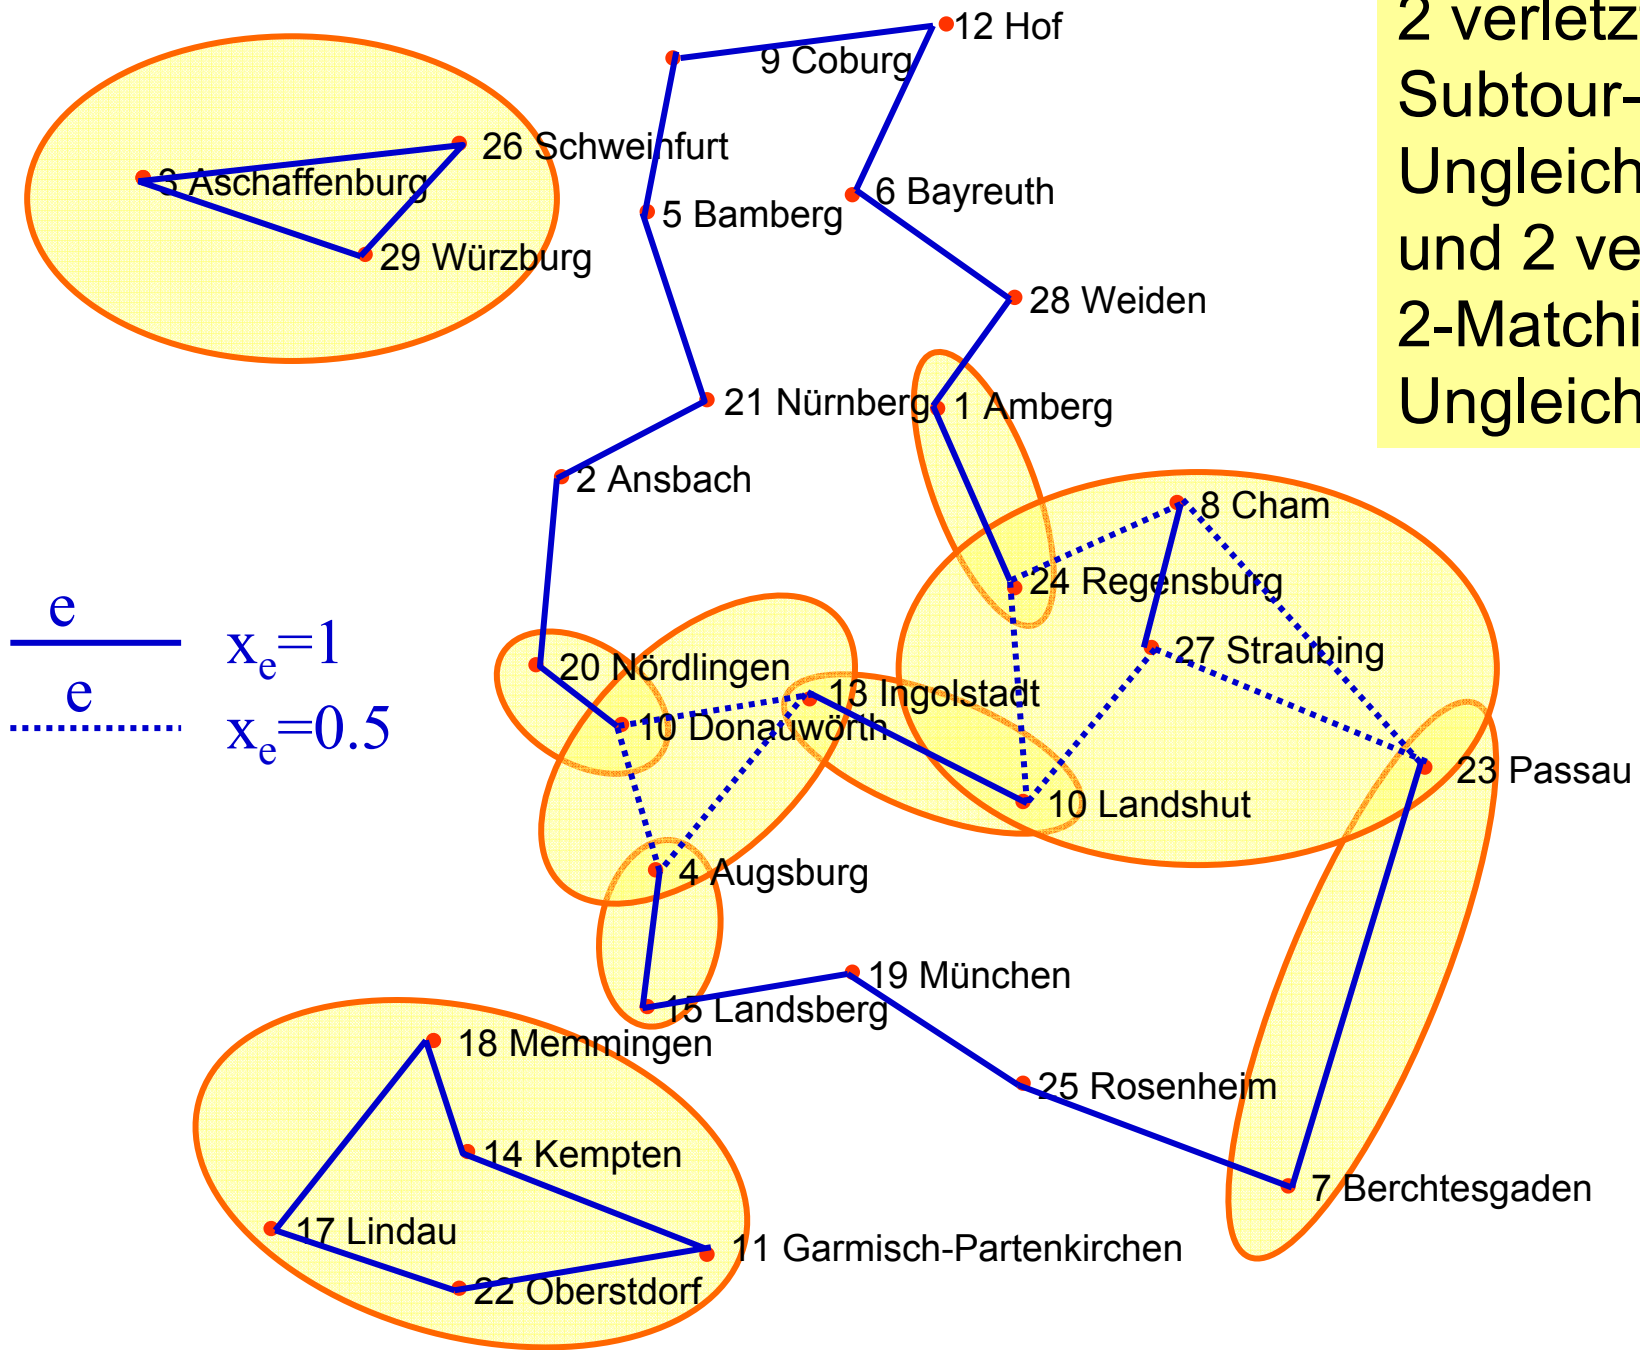 2 verletz
Subtour-
Ungleich
und 2 ve
2-Matchi
Ungleich
12 Hof
9 Coburg
26 Schweinfurt
3 Aschaffenburg
6 Bayreuth
5 Bamberg
29 Würzburg
28 Weiden
21 Nürnberg
1 Amberg
2 Ansbach
8 Cham
24 Regensburg
e
x_e=1
e
x_e=0.5
27 Straubing
20 Nördlingen
13 Ingolstadt
10 Donauwörth
23 Passau
10 Landshut
4 Augsburg
19 München
15 Landsberg
18 Memmingen
25 Rosenheim
14 Kempten
7 Berchtesgaden
17 Lindau
11 Garmisch-Partenkirchen
22 Oberstdorf